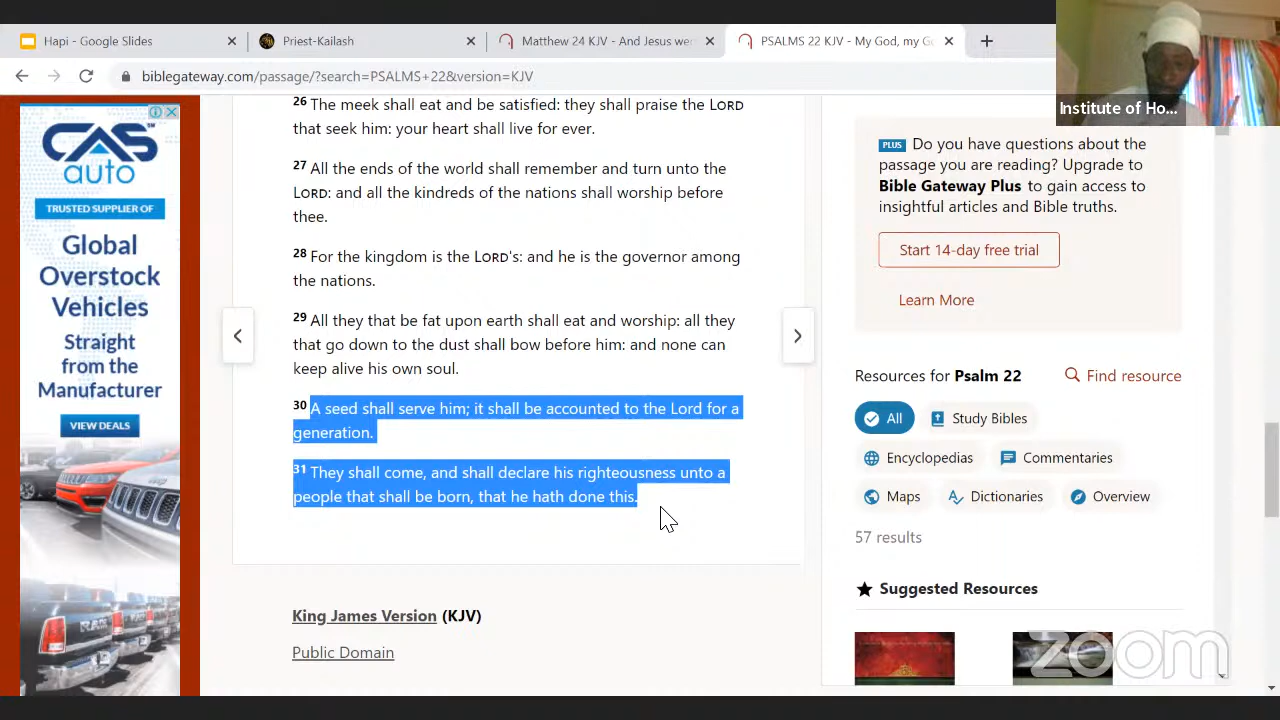 Hapi - Google Slides
Priest-Kailash
Matthew 24 KJV - And Jesus wer
PSALMS 22 KJV - My God, my Go
biblegateway.com/passage/?search=PSALMS+22&version=KJV
Institute of Ho...
CAS
auto
TRUSTED SUPPLIER OF
Global
Overstock
Vehicles
Straight
from the
Manufacturer
VIEW DEALS
RAM
26 The meek shall eat and be satisfied: they shall praise the LORD
that seek him: your heart shall live for ever.
27 All the ends of the world shall remember and turn unto the
LORD: and all the kindreds of the nations shall worship before
thee.
28 For the kingdom is the LORD's: and he is the governor among
the nations.
29 All they that be fat upon earth shall eat and worship: all they
that go down to the dust shall bow before him: and none can
keep alive his own soul.
30 A seed shall serve him; it shall be accounted to the Lord for a
generation.
31 They shall come, and shall declare his righteousness unto a
people that shall be born, that he hath done this.
King James Version (KJV)
Public Domain
PLUS Do you have questions about the
passage you are reading? Upgrade to
Bible Gateway Plus to gain access to
insightful articles and Bible truths.
Start 14-day free trial
Learn More
Resources for Psalm 22
Find resource
All
Study Bibles
Encyclopedias
Commentaries
Maps
Dictionaries
Overview
57 results
Suggested Resources
zoom